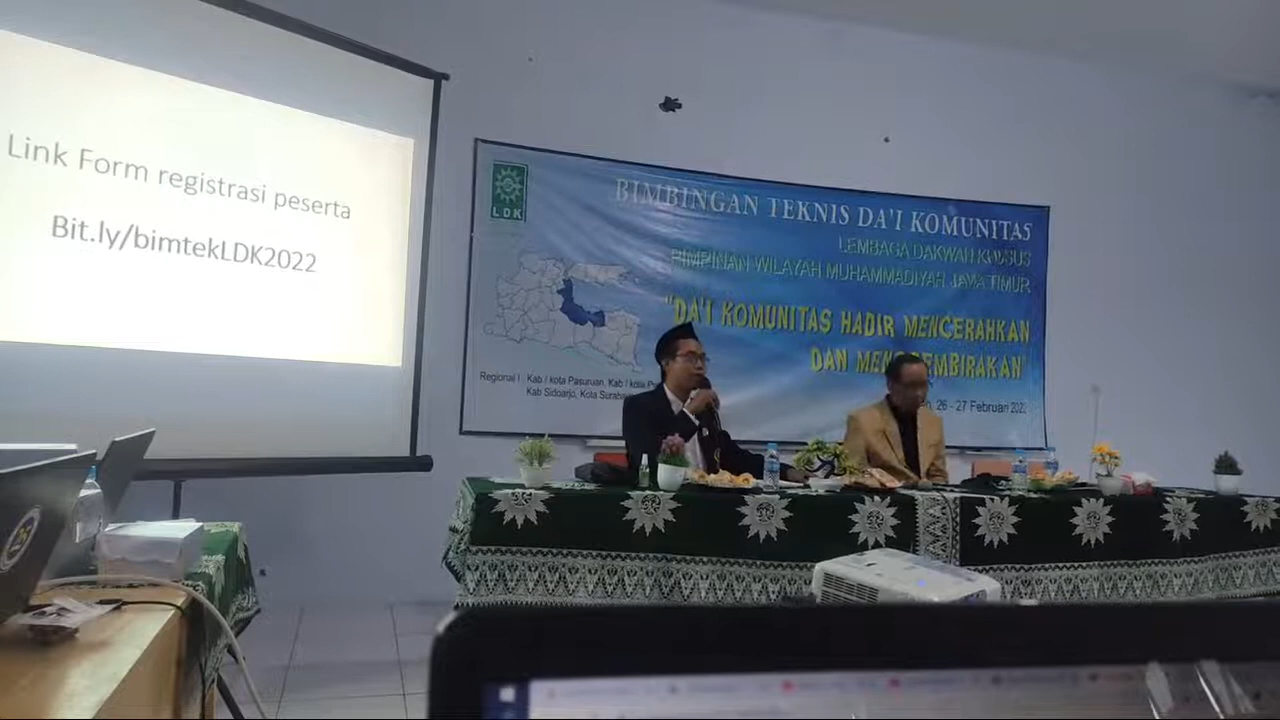 Link Form registrasi peserta
Bit.ly/bimtekLDK2022
LDK
BIMBINGAN TEKNIS DA'I KOMUNITAS
LEMBAGA DAKWAH KHUSUS
PIMPINAN WILAYAH MUHAMMADIYAH JAWA TIMUR
"DA'I KOMUNITAS HADIR MENCERAHKAN
DAN MENGGEMBIRAKAN"
Regional I : Kab / kota Pasuruan, Kab / kota
Kab Sidoarjo, Kota
26 - 27 Februari 2022